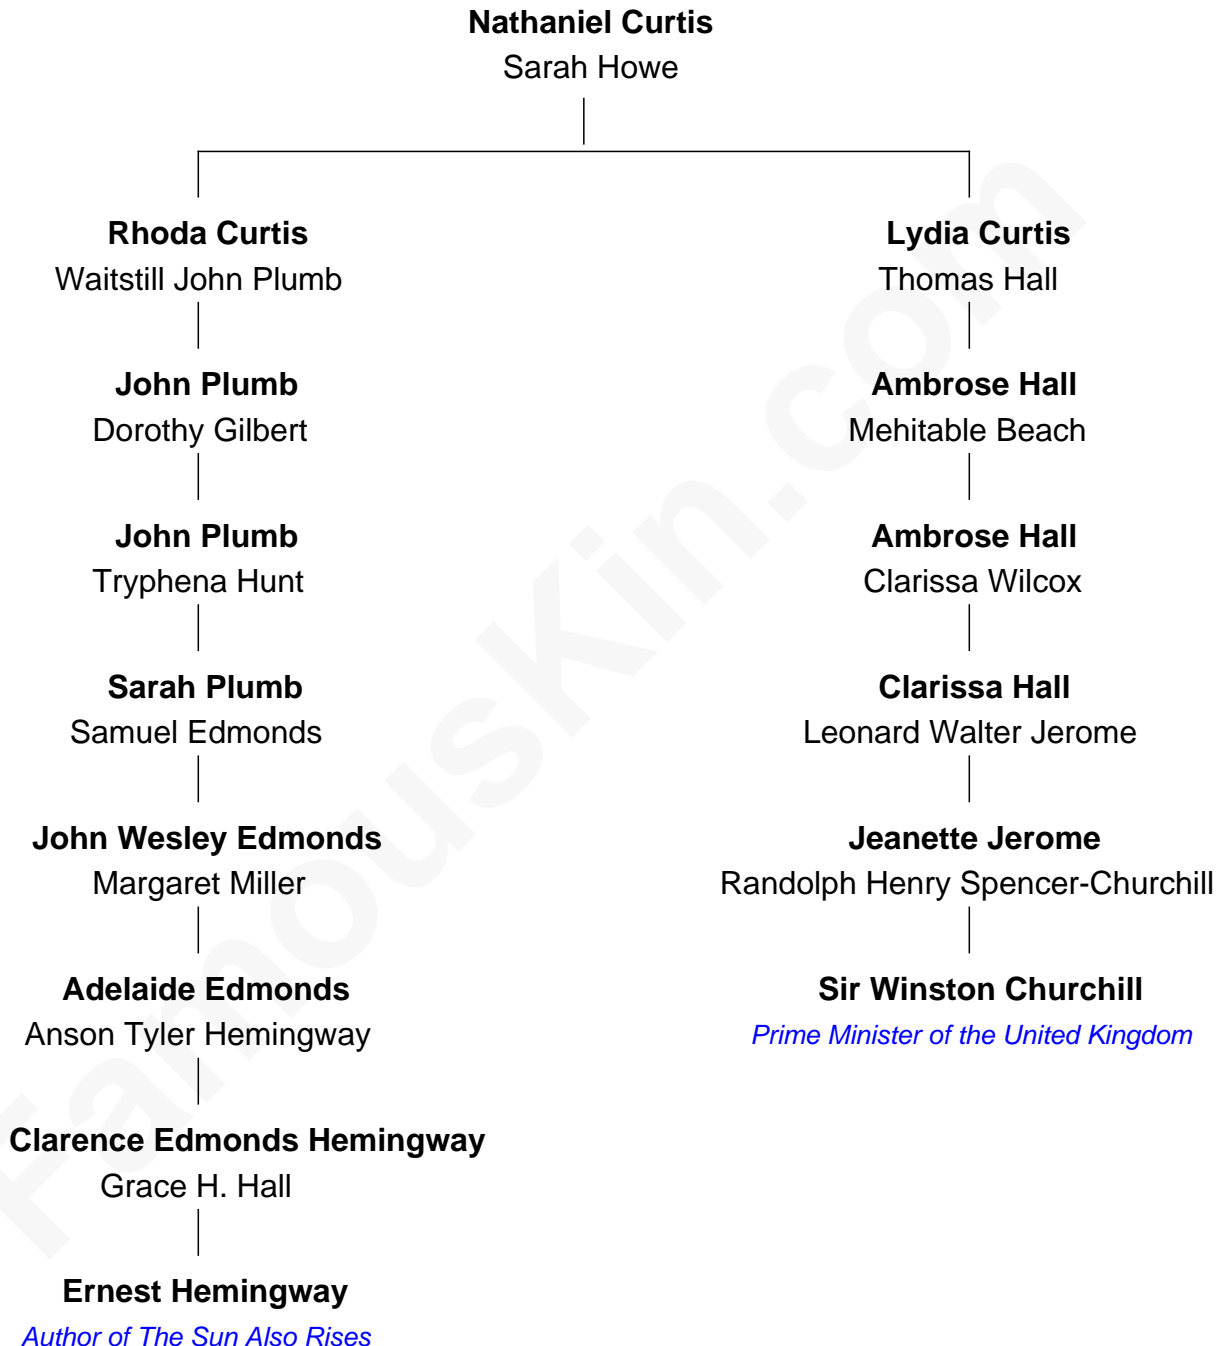 Nathaniel Curtis
Sarah Howe
Rhoda Curtis
Waitstill John Plumb
Lydia Curtis
Thomas Hall
John Plumb
Dorothy Gilbert
Ambrose Hall
Mehitable Beach
John Plumb
Tryphena Hunt
Ambrose Hall
Clarissa Wilcox
Sarah Plumb
Samuel Edmonds
Clarissa Hall
Leonard Walter Jerome
John Wesley Edmonds
Margaret Miller
Jeanette Jerome
Randolph Henry Spencer-Churchill
Adelaide Edmonds
Anson Tyler Hemingway
Sir Winston Churchill
Prime Minister of the United Kingdom
Clarence Edmonds Hemingway
Grace H. Hall
Ernest Hemingway
Author of The Sun Also Rises
FamousKin.com